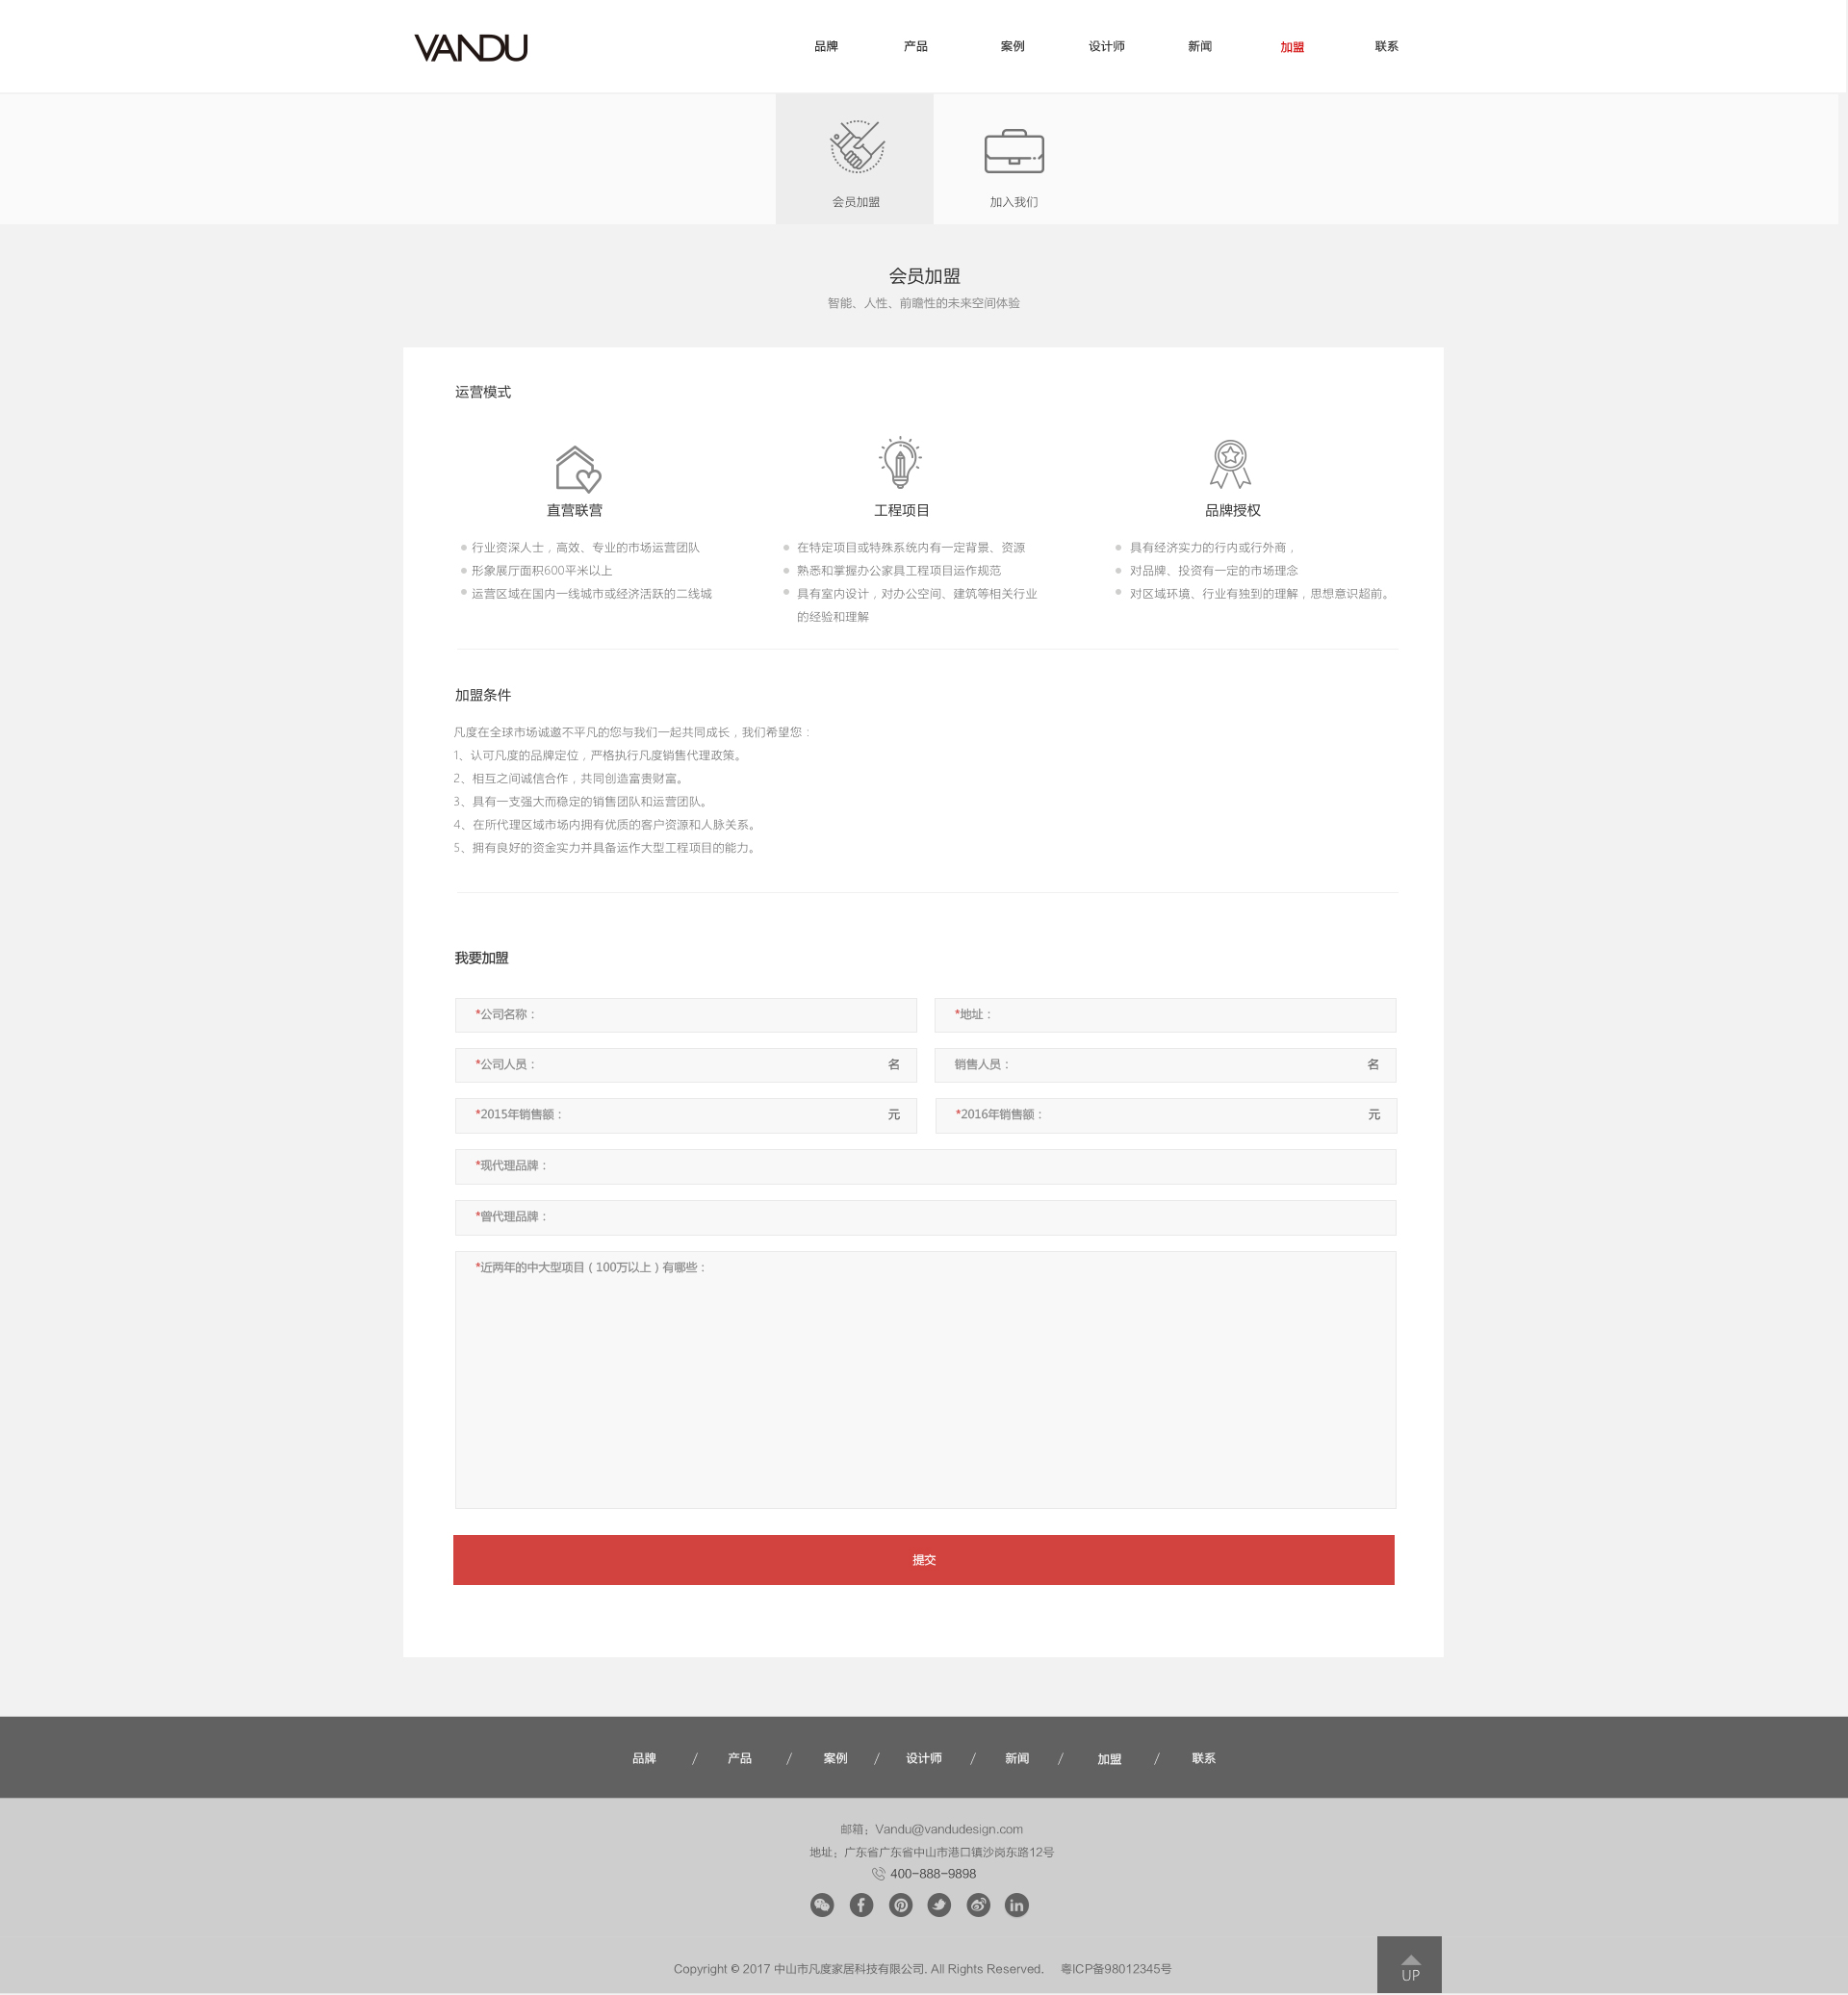 VANDU
品牌 产品 案例 设计师 新闻 加盟 联系
会员加盟 加入我们
会员加盟
智能、人性、前瞻性的未来空间体验
运营模式
直营联营
行业资深人士，高效、专业的市场运营团队
形象展厅面积600平米以上
运营区域在国内一线城市或经济活跃的二线城
工程项目
在特定项目或特殊系统内有一定背景、资源
熟悉和掌握办公家具工程项目运作规范
具有室内设计，对办公空间、建筑等相关行业
的经验和理解
品牌授权
具有经济实力的行内或行外商，
对品牌、投资有一定的市场理念
对区域环境、行业有独到的理解，思想意识超前。
加盟条件
凡度在全球市场诚邀不平凡的您与我们一起共同成长，我们希望您：
1、认可凡度的品牌定位，严格执行凡度销售代理政策。
2、相互之间诚信合作，共同创造富贵财富。
3、具有一支强大而稳定的销售团队和运营团队。
4、在所代理区域市场内拥有优质的客户资源和人脉关系。
5、拥有良好的资金实力并具备运作大型工程项目的能力。
我要加盟
*公司名称： *地址：
*公司人员： 名 销售人员： 名
*2015年销售额： 元 *2016年销售额： 元
*现代理品牌：
*曾代理品牌：
*近两年的中大型项目（100万以上）有哪些：
提交
品牌 / 产品 / 案例 / 设计师 / 新闻 / 加盟 / 联系
邮箱：Vandu@vandudesign.com
地址：广东省广东省中山市港口镇沙岗东路12号
400-888-9898
Copyright © 2017 中山市凡度家居科技有限公司. All Rights Reserved. 粤ICP备98012345号
UP